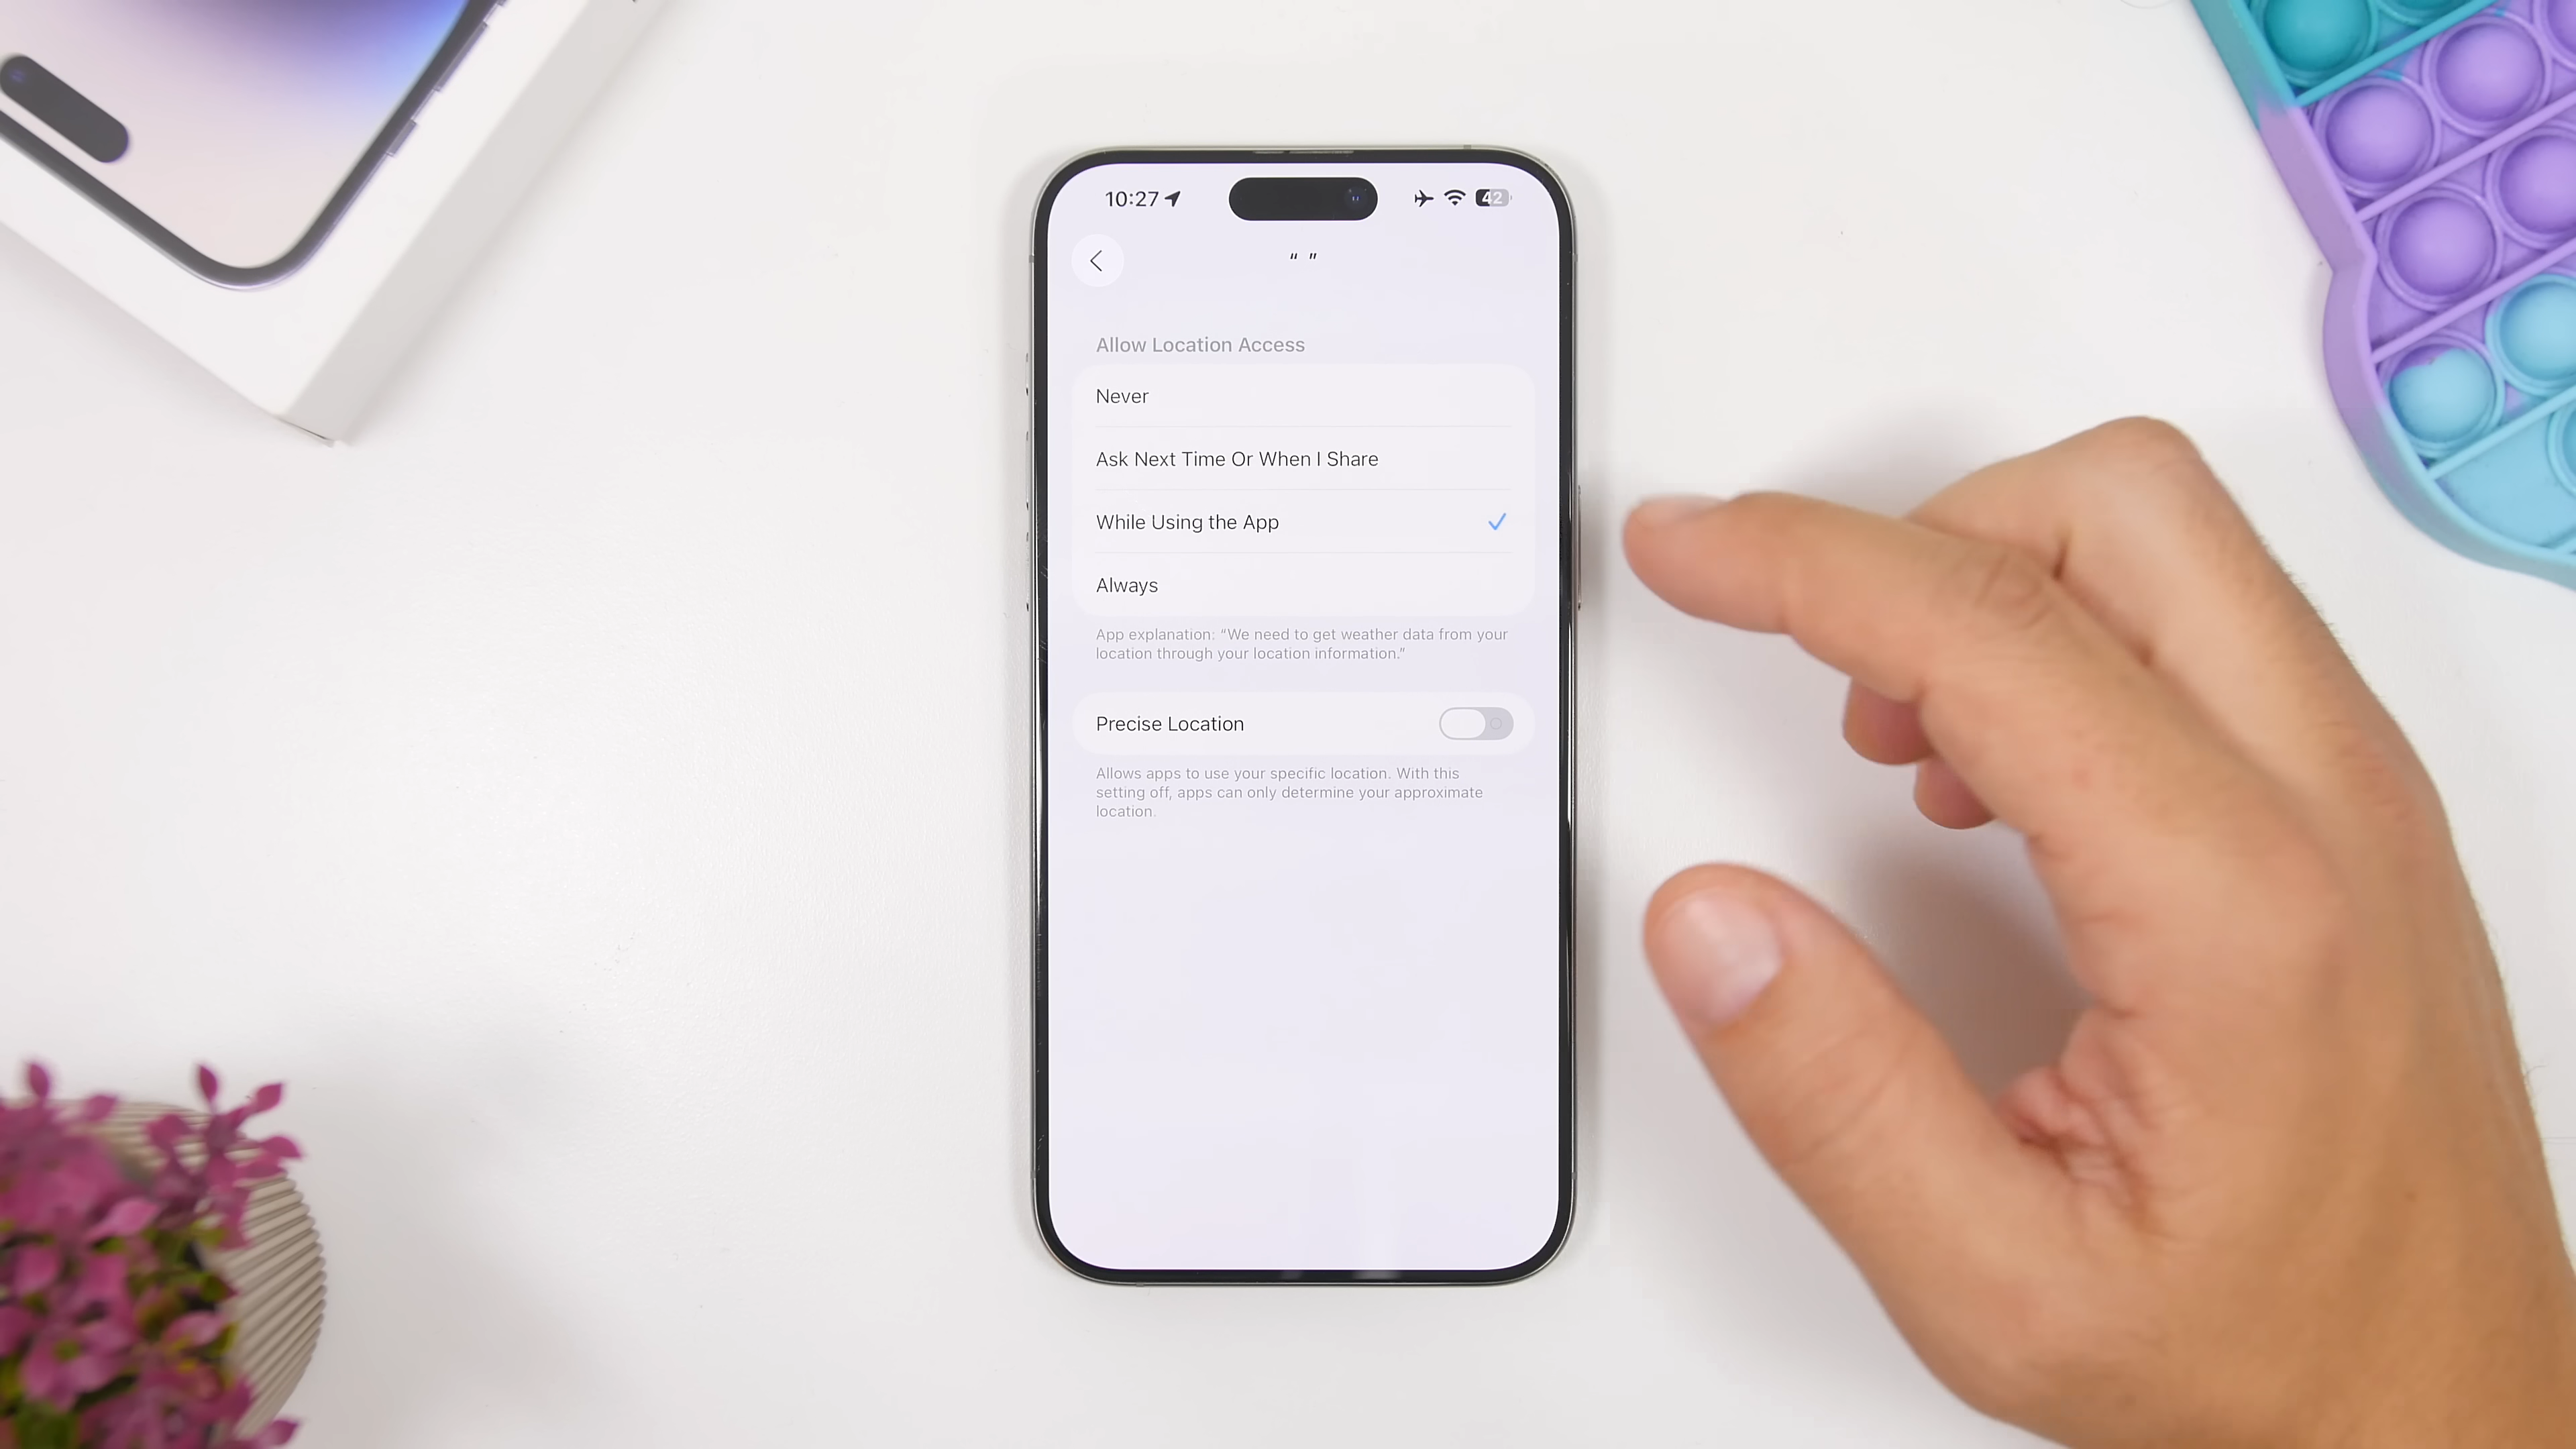 10:27
42
“ ”
Allow Location Access
Never
Ask Next Time Or When I Share
While Using the App
Always
App explanation: “We need to get weather data from your
location through your location information.”
Precise Location
Allows apps to use your specific location. With this
setting off, apps can only determine your approximate
location.